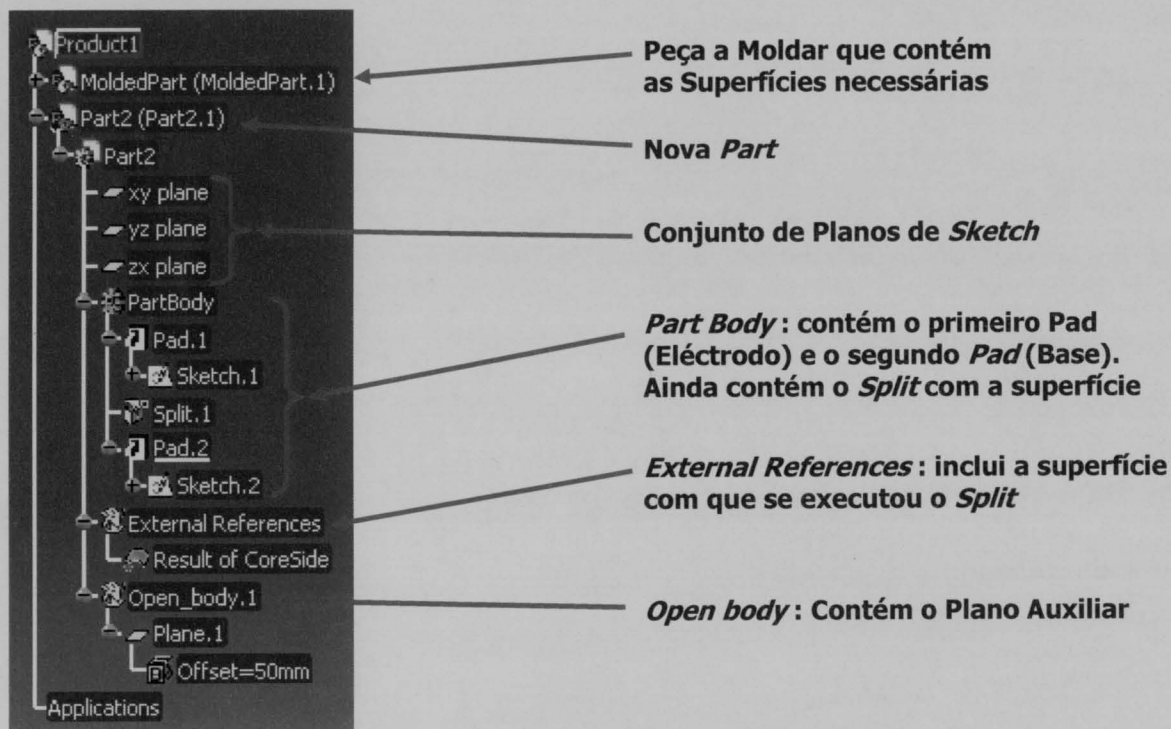 Product1
MoldedPart (MoldedPart.1)
Part2 (Part2.1)
Part2
xy plane
yz plane
zx plane
PartBody
Pad.1
Sketch.1
Split.1
Pad.2
Sketch.2
External References
Result of CoreSide
Open_body.1
Plane.1
Offset=50mm
Applications
Peça a Moldar que contém
as Superfícies necessárias
Nova Part
Conjunto de Planos de Sketch
Part Body : contém o primeiro Pad
(Eléctrodo) e o segundo Pad (Base).
Ainda contém o Split com a superfície
External References : inclui a superfície
com que se executou o Split
Open body : Contém o Plano Auxiliar